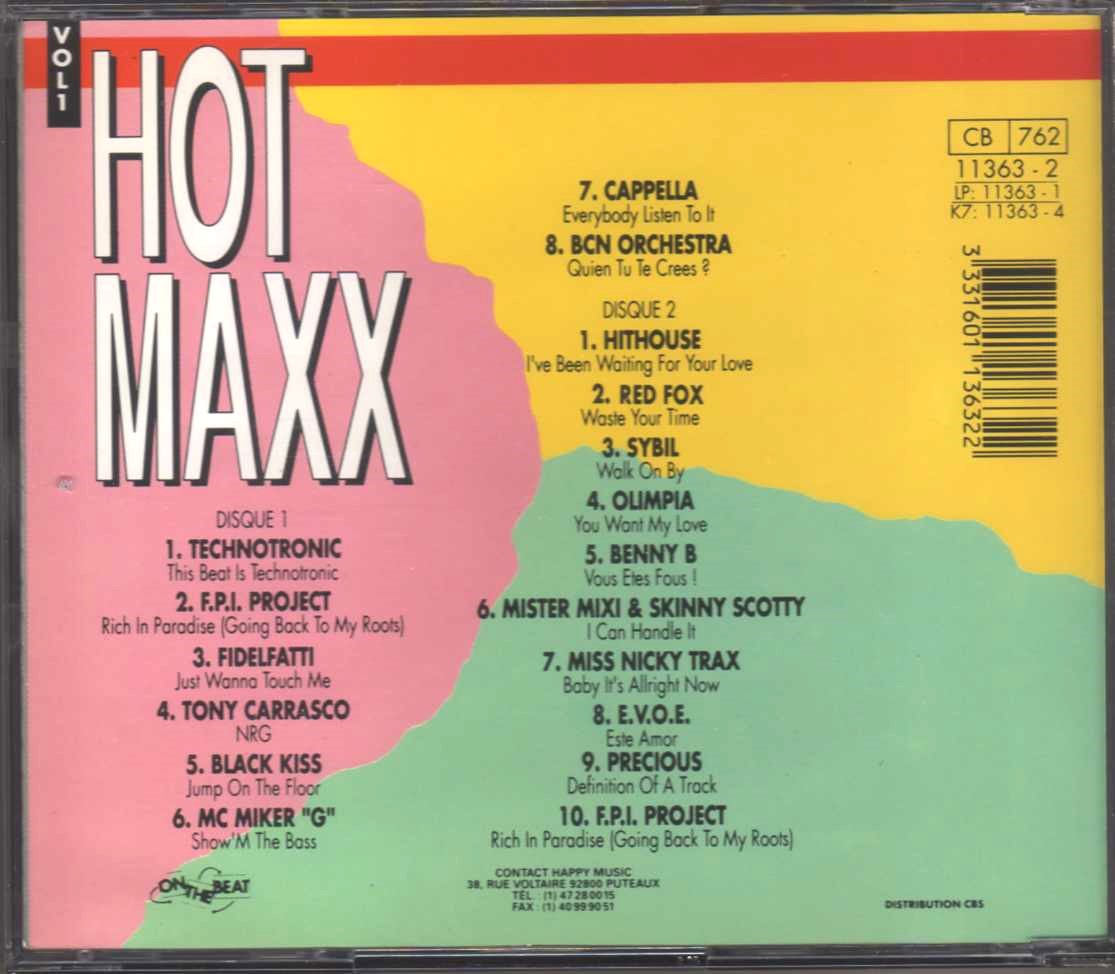 VOL1
HOT
MAXX
DISQUE 1
1. TECHNOTRONIC
This Beat Is Technotronic
2. F.P.I. PROJECT
Rich In Paradise (Going Back To My Roots)
3. FIDELFATTI
Just Wanna Touch Me
4. TONY CARRASCO
NRG
5. BLACK KISS
Jump On The Floor
6. MC MIKER "G"
Show'M The Bass
7. CAPPELLA
Everybody Listen To It
8. BCN ORCHESTRA
Quien Tu Te Crees ?
DISQUE 2
1. HITHOUSE
I've Been Waiting For Your Love
2. RED FOX
Waste Your Time
3. SYBIL
Walk On By
4. OLIMPIA
You Want My Love
5. BENNY B
Vous Etes Fous !
6. MISTER MIXI & SKINNY SCOTTY
I Can Handle It
7. MISS NICKY TRAX
Baby It's Allright Now
8. E.V.O.E.
Este Amor
9. PRECIOUS
Definition Of A Track
10. F.P.I. PROJECT
Rich In Paradise (Going Back To My Roots)
CB 762
11363 - 2
LP: 11363 - 1
K7: 11363 - 4
3 331601 136322
ON THE BEAT
CONTACT HAPPY MUSIC
38, RUE VOLTAIRE 92800 PUTEAUX
TÉL. : (1) 47280015
FAX : (1) 40999051
DISTRIBUTION CBS